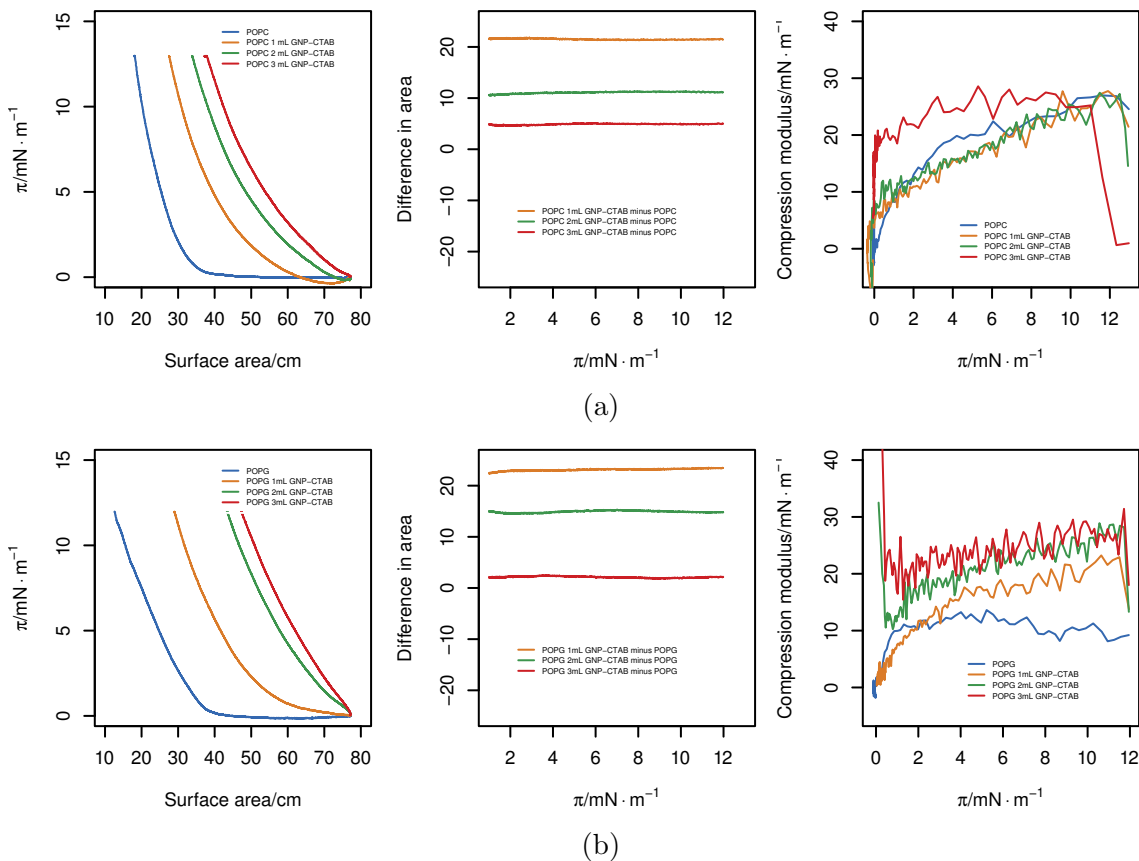 15
10
5
0
π/mN · m⁻¹
POPC
POPC 1 mL GNP−CTAB
POPC 2 mL GNP−CTAB
POPC 3 mL GNP−CTAB
10 20 30 40 50 60 70 80
Surface area/cm
20
10
0
−10
−20
Difference in area
POPC 1mL GNP−CTAB minus POPC
POPC 2mL GNP−CTAB minus POPC
POPC 3mL GNP−CTAB minus POPC
2 4 6 8 10 12
π/mN · m⁻¹
40
30
20
10
0
Compression modulus/mN · m⁻¹
POPC
POPC 1mL GNP−CTAB
POPC 2mL GNP−CTAB
POPC 3mL GNP−CTAB
0 2 4 6 8 10 12
π/mN · m⁻¹
(a)
15
10
5
0
π/mN · m⁻¹
POPG
POPG 1mL GNP−CTAB
POPG 2mL GNP−CTAB
POPG 3mL GNP−CTAB
10 20 30 40 50 60 70 80
Surface area/cm
20
10
0
−10
−20
Difference in area
POPG 1mL GNP−CTAB minus POPG
POPG 2mL GNP−CTAB minus POPG
POPG 3mL GNP−CTAB minus POPG
2 4 6 8 10 12
π/mN · m⁻¹
40
30
20
10
0
Compression modulus/mN · m⁻¹
POPG
POPG 1mL GNP−CTAB
POPG 2mL GNP−CTAB
POPG 3mL GNP−CTAB
0 2 4 6 8 10 12
π/mN · m⁻¹
(b)